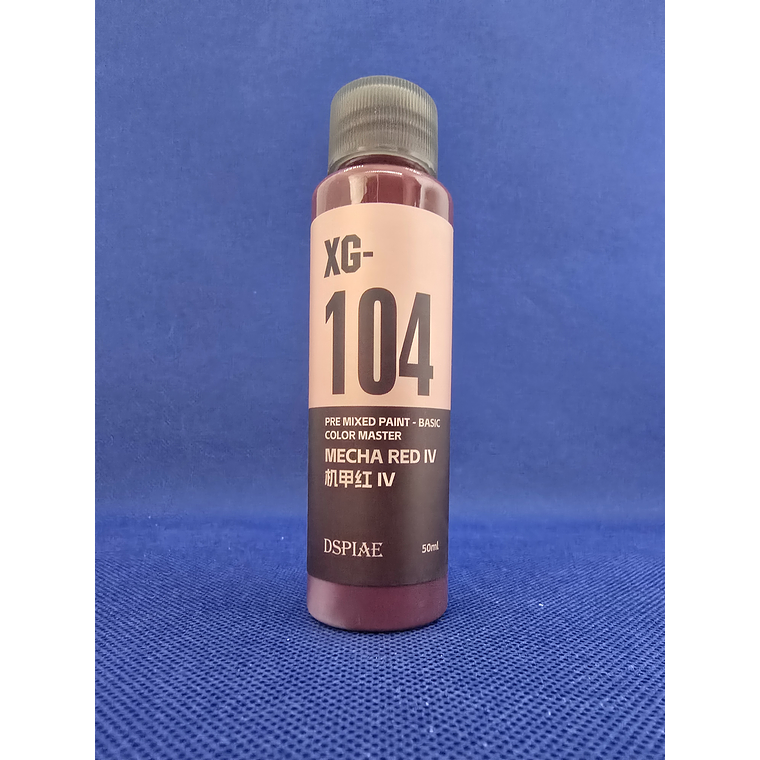 XG-
104
PRE MIXED PAINT - BASIC
COLOR MASTER
MECHA RED IV
机甲红 IV
DSPIAE 50ml